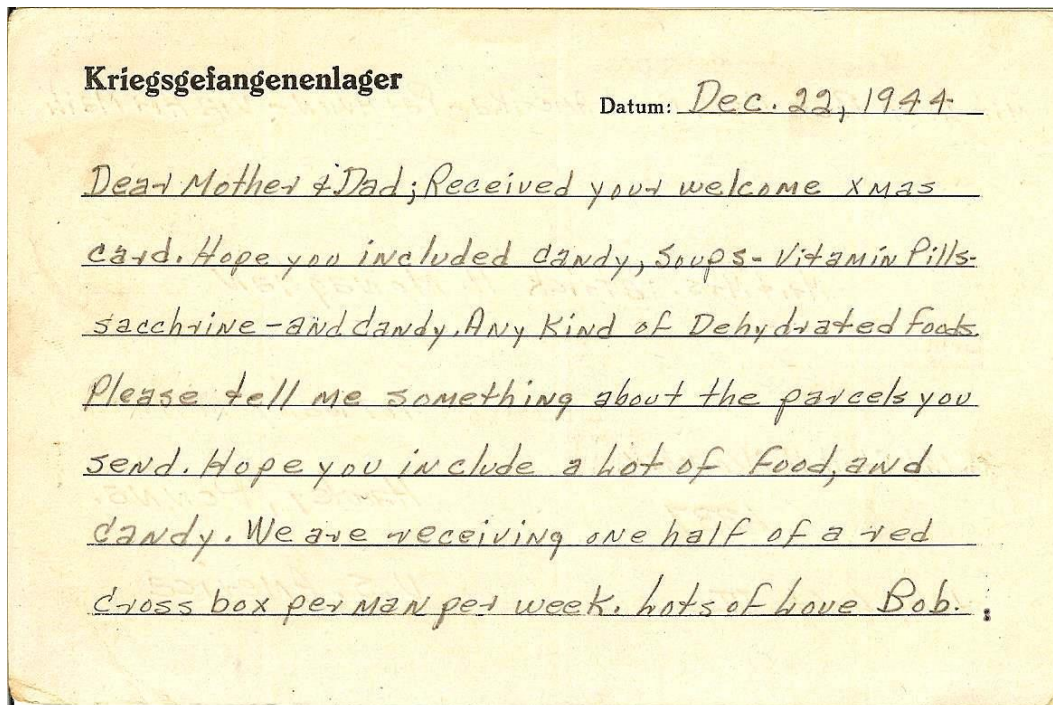 Kriegsgefangenenlager
Datum: Dec. 22, 1944
Dear Mother & Dad; Received your welcome xmas
card. Hope you included candy, soups- Vitamin Pills-
sacchrine-and candy. Any Kind of Dehydrated foods.
Please tell me something about the parcels you
send. Hope you include a Lot of Food, and
candy. We are receiving one half of a red
cross box per man per week. Lots of Love Bob.